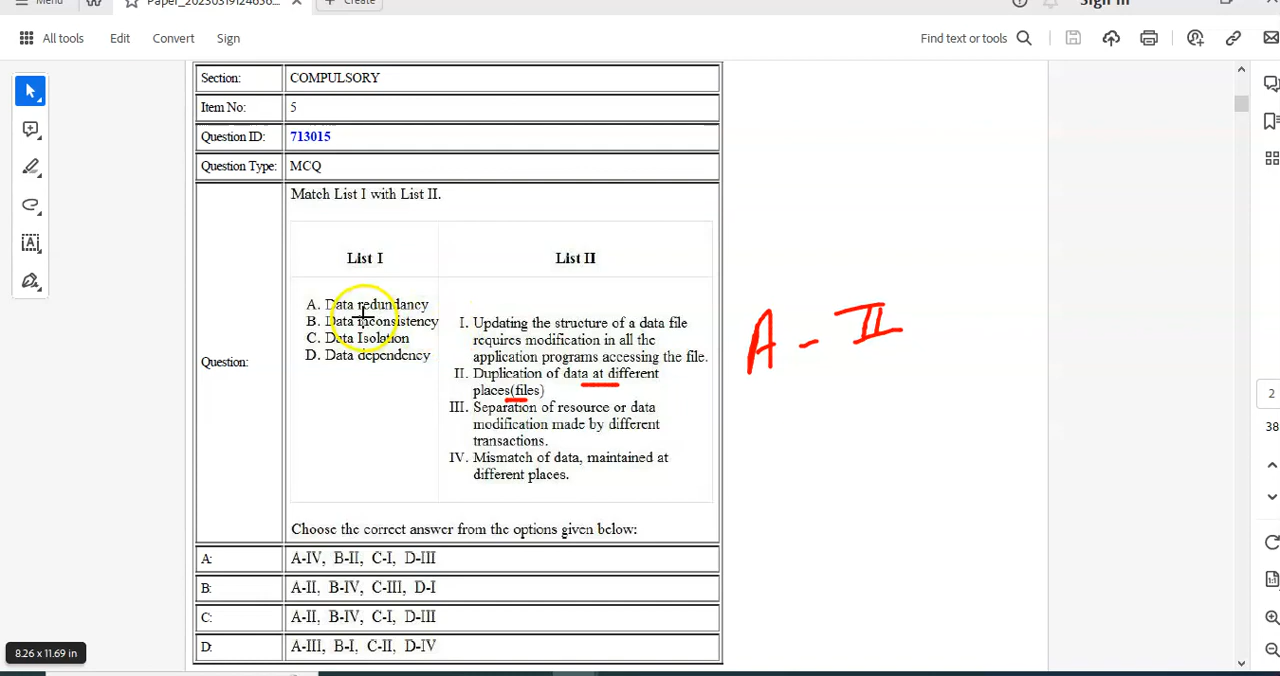 Menu
Paper_20230319124656...
Create
Sign in
All tools
Edit
Convert
Sign
Find text or tools
Section: COMPULSORY
Item No: 5
Question ID: 713015
Question Type: MCQ
Question:
Match List I with List II.
List I
List II
A. Data redundancy
B. Data inconsistency
C. Data Isolation
D. Data dependency
I. Updating the structure of a data file
requires modification in all the
application programs accessing the file.
II. Duplication of data at different
places(files)
III. Separation of resource or data
modification made by different
transactions.
IV. Mismatch of data, maintained at
different places.
A - II
Choose the correct answer from the options given below:
A: A-IV, B-II, C-I, D-III
B: A-II, B-IV, C-III, D-I
C: A-II, B-IV, C-I, D-III
D: A-III, B-I, C-II, D-IV
2
38
8.26 x 11.69 in